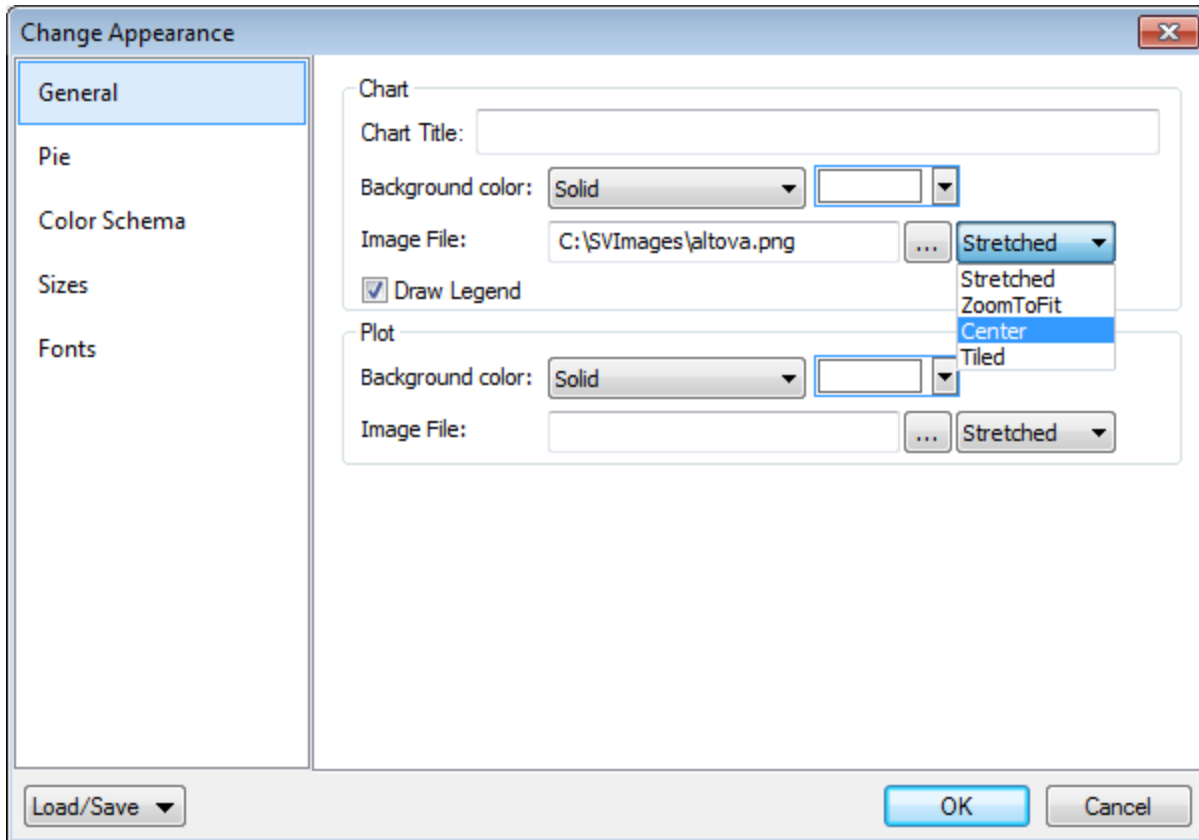 Change Appearance
General
Pie
Color Schema
Sizes
Fonts
Chart
Chart Title:
Background color: Solid
Image File: C:\SVImages\altova.png ... Stretched
Stretched
ZoomToFit
Center
Tiled
Draw Legend
Plot
Background color: Solid
Image File: ... Stretched
Load/Save OK Cancel